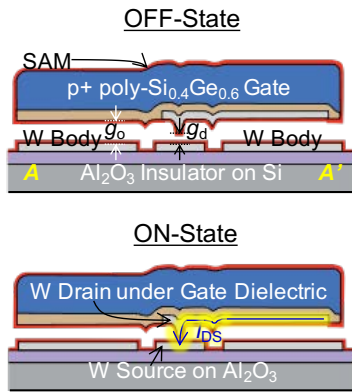 OFF-State
SAM
p+ poly-Si0.4Ge0.6 Gate
go
gd
W Body
W Body
A
Al2O3 Insulator on Si
A'
ON-State
W Drain under Gate Dielectric
IDS
W Source on Al2O3